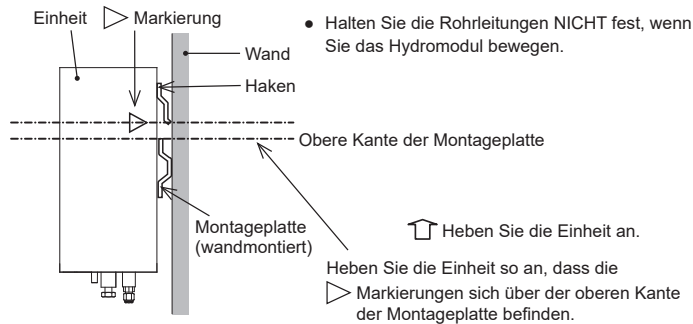 Einheit ▷ Markierung
Wand
Haken
● Halten Sie die Rohrleitungen NICHT fest, wenn
Sie das Hydromodul bewegen.
Obere Kante der Montageplatte
Montageplatte
(wandmontiert)
⇧ Heben Sie die Einheit an.
Heben Sie die Einheit so an, dass die
▷ Markierungen sich über der oberen Kante
der Montageplatte befinden.